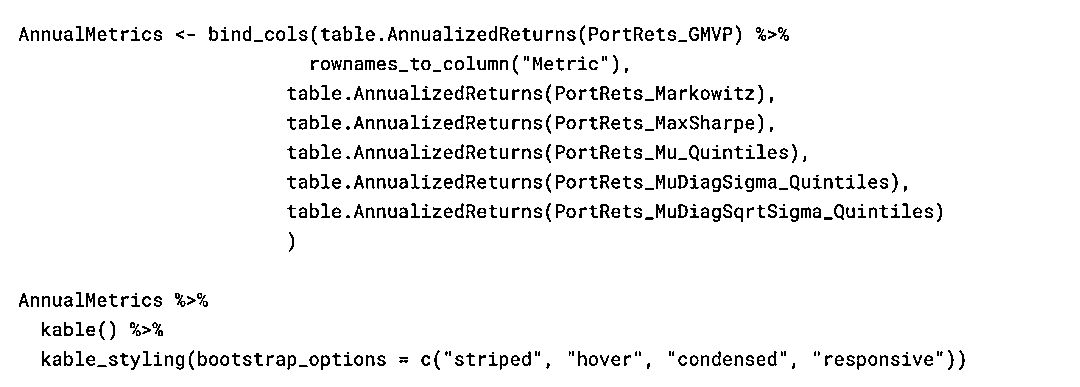 AnnualMetrics <- bind_cols(table.AnnualizedReturns(PortRets_GMVP) %>%
rownames_to_column("Metric"),
table.AnnualizedReturns(PortRets_Markowitz),
table.AnnualizedReturns(PortRets_MaxSharpe),
table.AnnualizedReturns(PortRets_Mu_Quintiles),
table.AnnualizedReturns(PortRets_MuDiagSigma_Quintiles),
table.AnnualizedReturns(PortRets_MuDiagSqrtSigma_Quintiles)
)
AnnualMetrics %>%
kable() %>%
kable_styling(bootstrap_options = c("striped", "hover", "condensed", "responsive"))